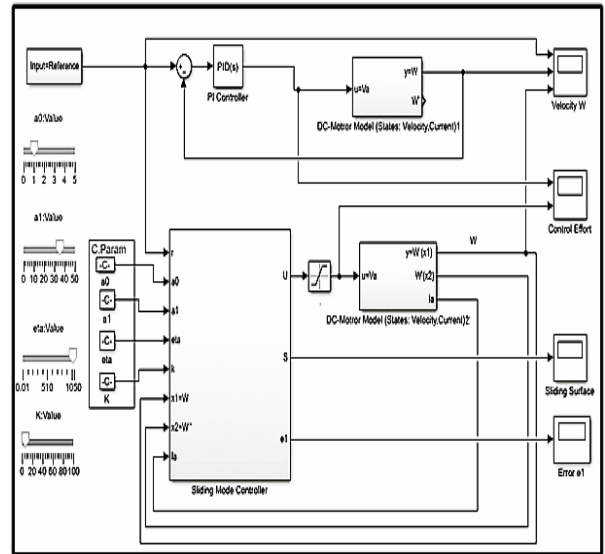 Input=Reference
PID(s)
PI Controller
u=Va
y=W
W'
DC-Motror Model (States: Velocity,Current)1
Velocity W
a0:Value
0 1 2 3 4 5
Control Effort
a1:Value
0 10 20 30 40 50
C.Param
-C-
a0
-C-
a1
-C-
eta
-C-
K
r
a0
a1
eta
k
x1=W
x2=W'
Ia
U
S
e1
Sliding Mode Controller
u=Va
y=W(x1)
W'(x2)
Ia
DC-Motror Model (States: Velocity,Current)2
W
eta:Value
0.01 510 1050
Sliding Surface
K:Value
0 20 40 60 80 100
Error e1